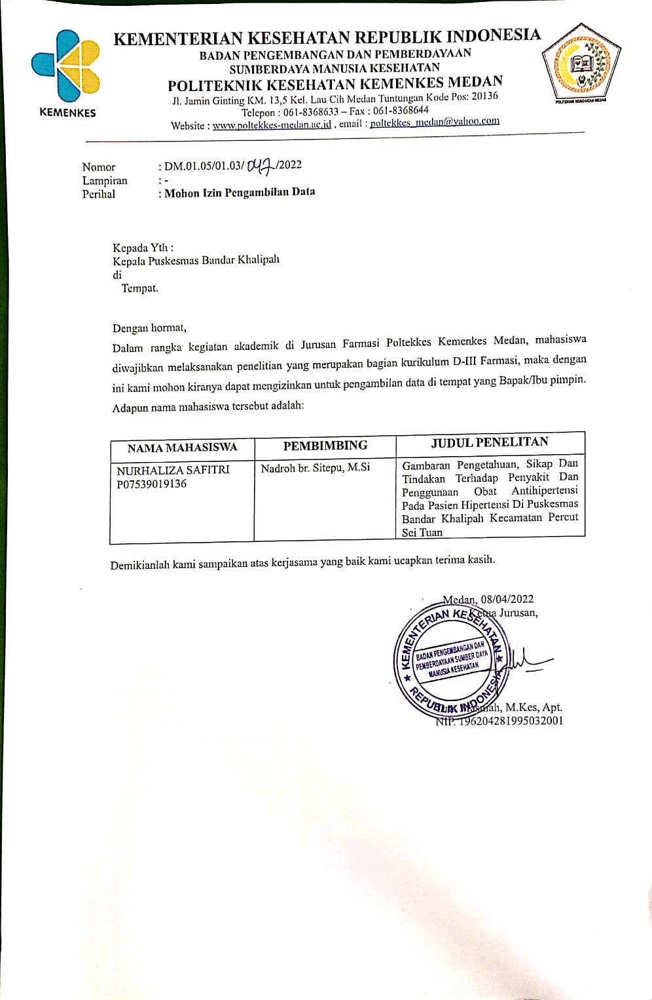 KEMENKES
KEMENTERIAN KESEHATAN REPUBLIK INDONESIA
BADAN PENGEMBANGAN DAN PEMBERDAYAAN
SUMBERDAYA MANUSIA KESEHATAN
POLITEKNIK KESEHATAN KEMENKES MEDAN
Jl. Jamin Ginting KM. 13,5 Kel. Lau Cih Medan Tuntungan Kode Pos: 20136
Telepon : 061-8368633 – Fax : 061-8368644
Website : www.poltekkes-medan.ac.id , email : poltekkes_medan@yahoo.com
POLITEKNIK KESEHATAN MEDAN
Nomor : DM.01.05/01.03/ 047 /2022
Lampiran : -
Perihal : Mohon Izin Pengambilan Data
Kepada Yth :
Kepala Puskesmas Bandar Khalipah
di
Tempat.
Dengan hormat,
Dalam rangka kegiatan akademik di Jurusan Farmasi Poltekkes Kemenkes Medan, mahasiswa
diwajibkan melaksanakan penelitian yang merupakan bagian kurikulum D-III Farmasi, maka dengan
ini kami mohon kiranya dapat mengizinkan untuk pengambilan data di tempat yang Bapak/Ibu pimpin.
Adapun nama mahasiswa tersebut adalah:
NAMA MAHASISWA PEMBIMBING JUDUL PENELITAN
NURHALIZA SAFITRI
P07539019136
Nadroh br. Sitepu, M.Si
Gambaran Pengetahuan, Sikap Dan
Tindakan Terhadap Penyakit Dan
Penggunaan Obat Antihipertensi
Pada Pasien Hipertensi Di Puskesmas
Bandar Khalipah Kecamatan Percut
Sei Tuan
Demikianlah kami sampaikan atas kerjasama yang baik kami ucapkan terima kasih.
Medan, 08/04/2022
Ketua Jurusan,
KEMENTERIAN KESEHATAN
BADAN PENGEMBANGAN DAN
PEMBERDAYAAN SUMBER DAYA
MANUSIA KESEHATAN
REPUBLIK INDONESIA
M.Kes, Apt.
NIP. 196204281995032001